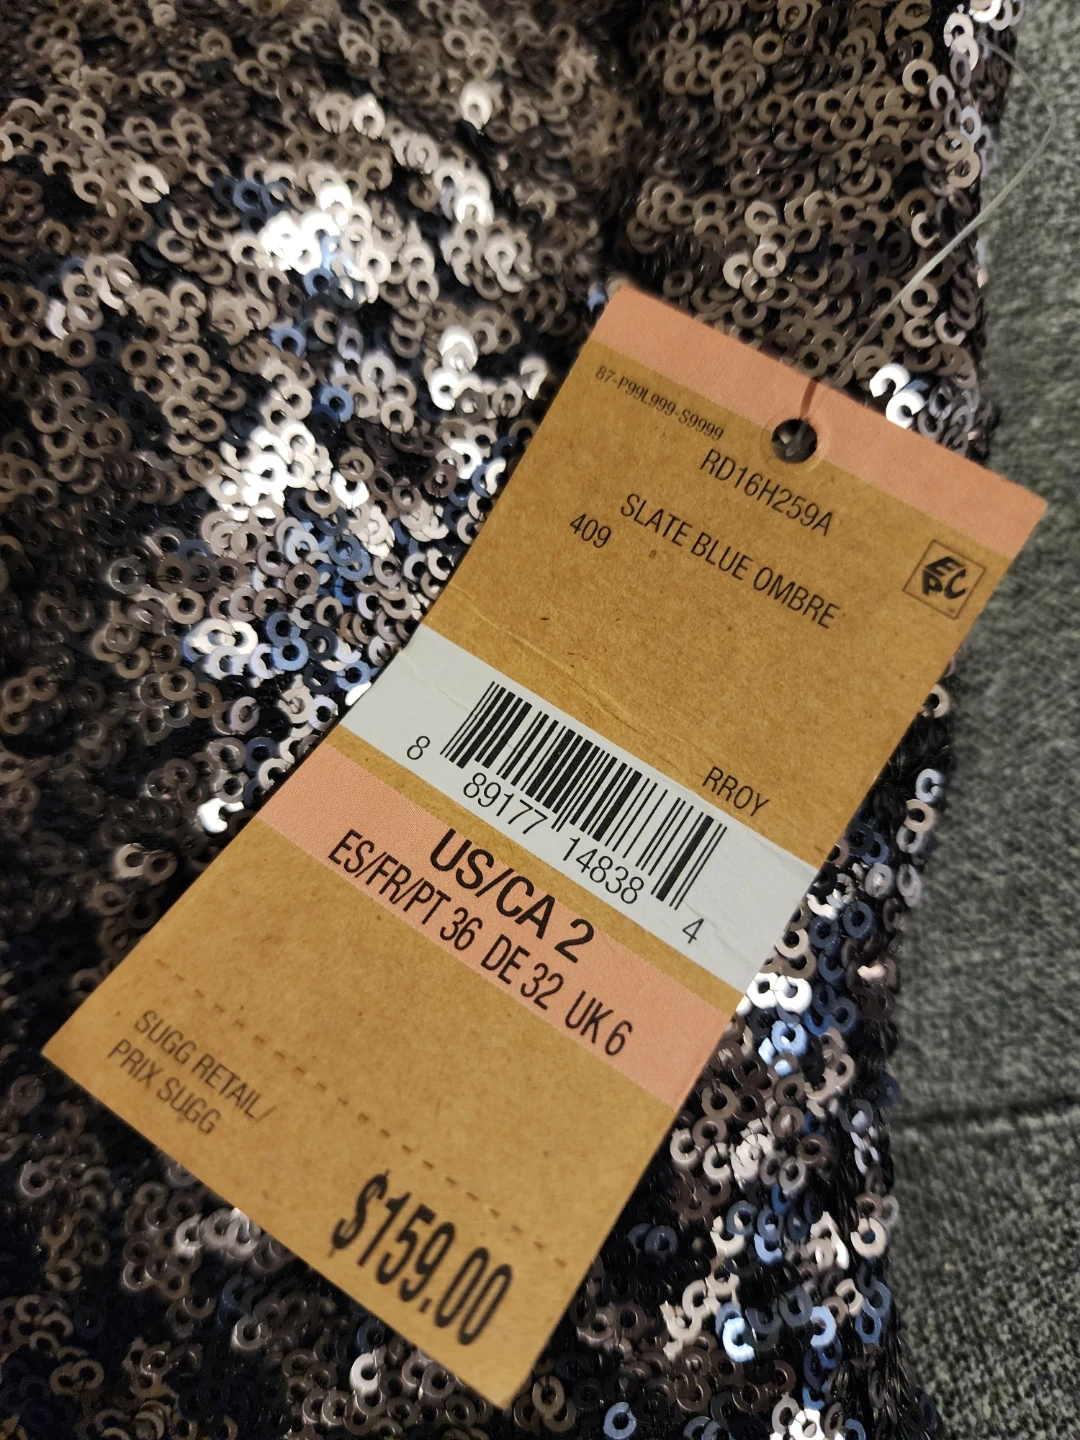 87-P99L999-S9999
RD16H259A
SLATE BLUE OMBRE
409
EPC
RROY
8 89177 14838 4
US/CA 2
ES/FR/PT 36 DE 32 UK 6
SUGG RETAIL/
PRIX SUGG
$159.00